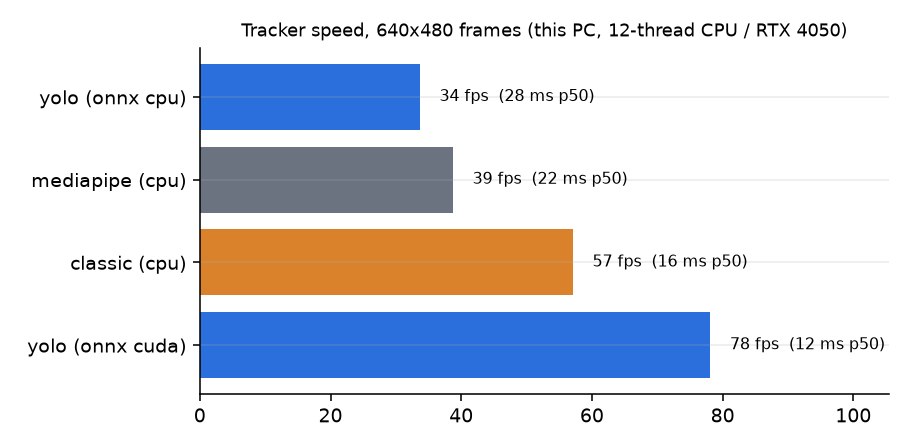 Tracker speed, 640x480 frames (this PC, 12-thread CPU / RTX 4050)
yolo (onnx cpu) 34 fps (28 ms p50)
mediapipe (cpu) 39 fps (22 ms p50)
classic (cpu) 57 fps (16 ms p50)
yolo (onnx cuda) 78 fps (12 ms p50)
0 20 40 60 80 100